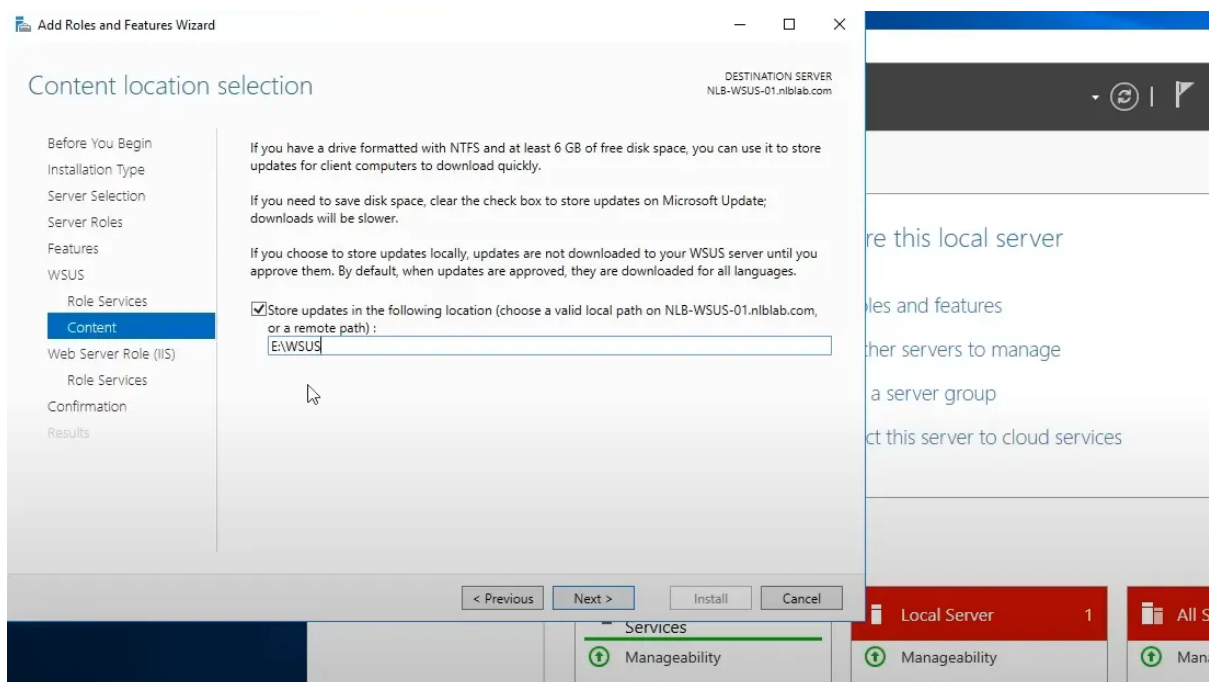 Add Roles and Features Wizard
Content location selection
DESTINATION SERVER
NLB-WSUS-01.nlblab.com
Before You Begin
Installation Type
Server Selection
Server Roles
Features
WSUS
Role Services
Content
Web Server Role (IIS)
Role Services
Confirmation
Results
If you have a drive formatted with NTFS and at least 6 GB of free disk space, you can use it to store
updates for client computers to download quickly.
If you need to save disk space, clear the check box to store updates on Microsoft Update;
downloads will be slower.
If you choose to store updates locally, updates are not downloaded to your WSUS server until you
approve them. By default, when updates are approved, they are downloaded for all languages.
Store updates in the following location (choose a valid local path on NLB-WSUS-01.nlblab.com,
or a remote path) :
E:\WSUS
< Previous
Next >
Install
Cancel
re this local server
les and features
her servers to manage
a server group
ct this server to cloud services
Services
Manageability
Local Server 1
Manageability
All S
Man